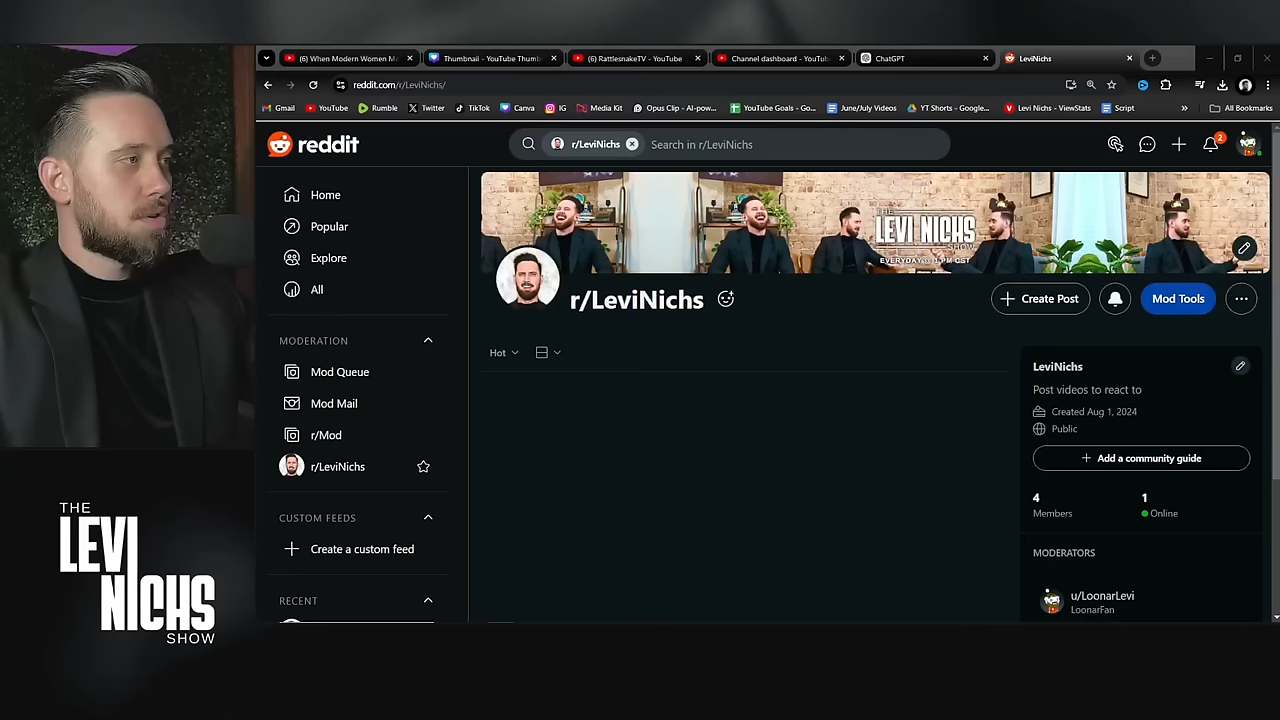 (6) When Modern Women M
Thumbnail - YouTube Thumb
(6) RattlesnakeTV - YouTube
Channel dashboard - YouTub
ChatGPT
LeviNichs
reddit.com/r/LeviNichs/
Gmail
YouTube
Rumble
Twitter
TikTok
Canva
IG
Media Kit
Opus Clip - AI-pow...
YouTube Goals - Go...
June/July Videos
YT Shorts - Google...
Levi Nichs - ViewStats
Script
All Bookmarks
reddit
r/LeviNichs
Search in r/LeviNichs
2
Home
Popular
Explore
All
MODERATION
Mod Queue
Mod Mail
r/Mod
r/LeviNichs
CUSTOM FEEDS
Create a custom feed
RECENT
THE
LEVI NICHS
SHOW
EVERYDAY @ 1 PM CST
r/LeviNichs
Create Post
Mod Tools
Hot
LeviNichs
Post videos to react to
Created Aug 1, 2024
Public
Add a community guide
4
Members
1
Online
MODERATORS
u/LoonarLevi
LoonarFan
THE
LEVI
NICHS
SHOW